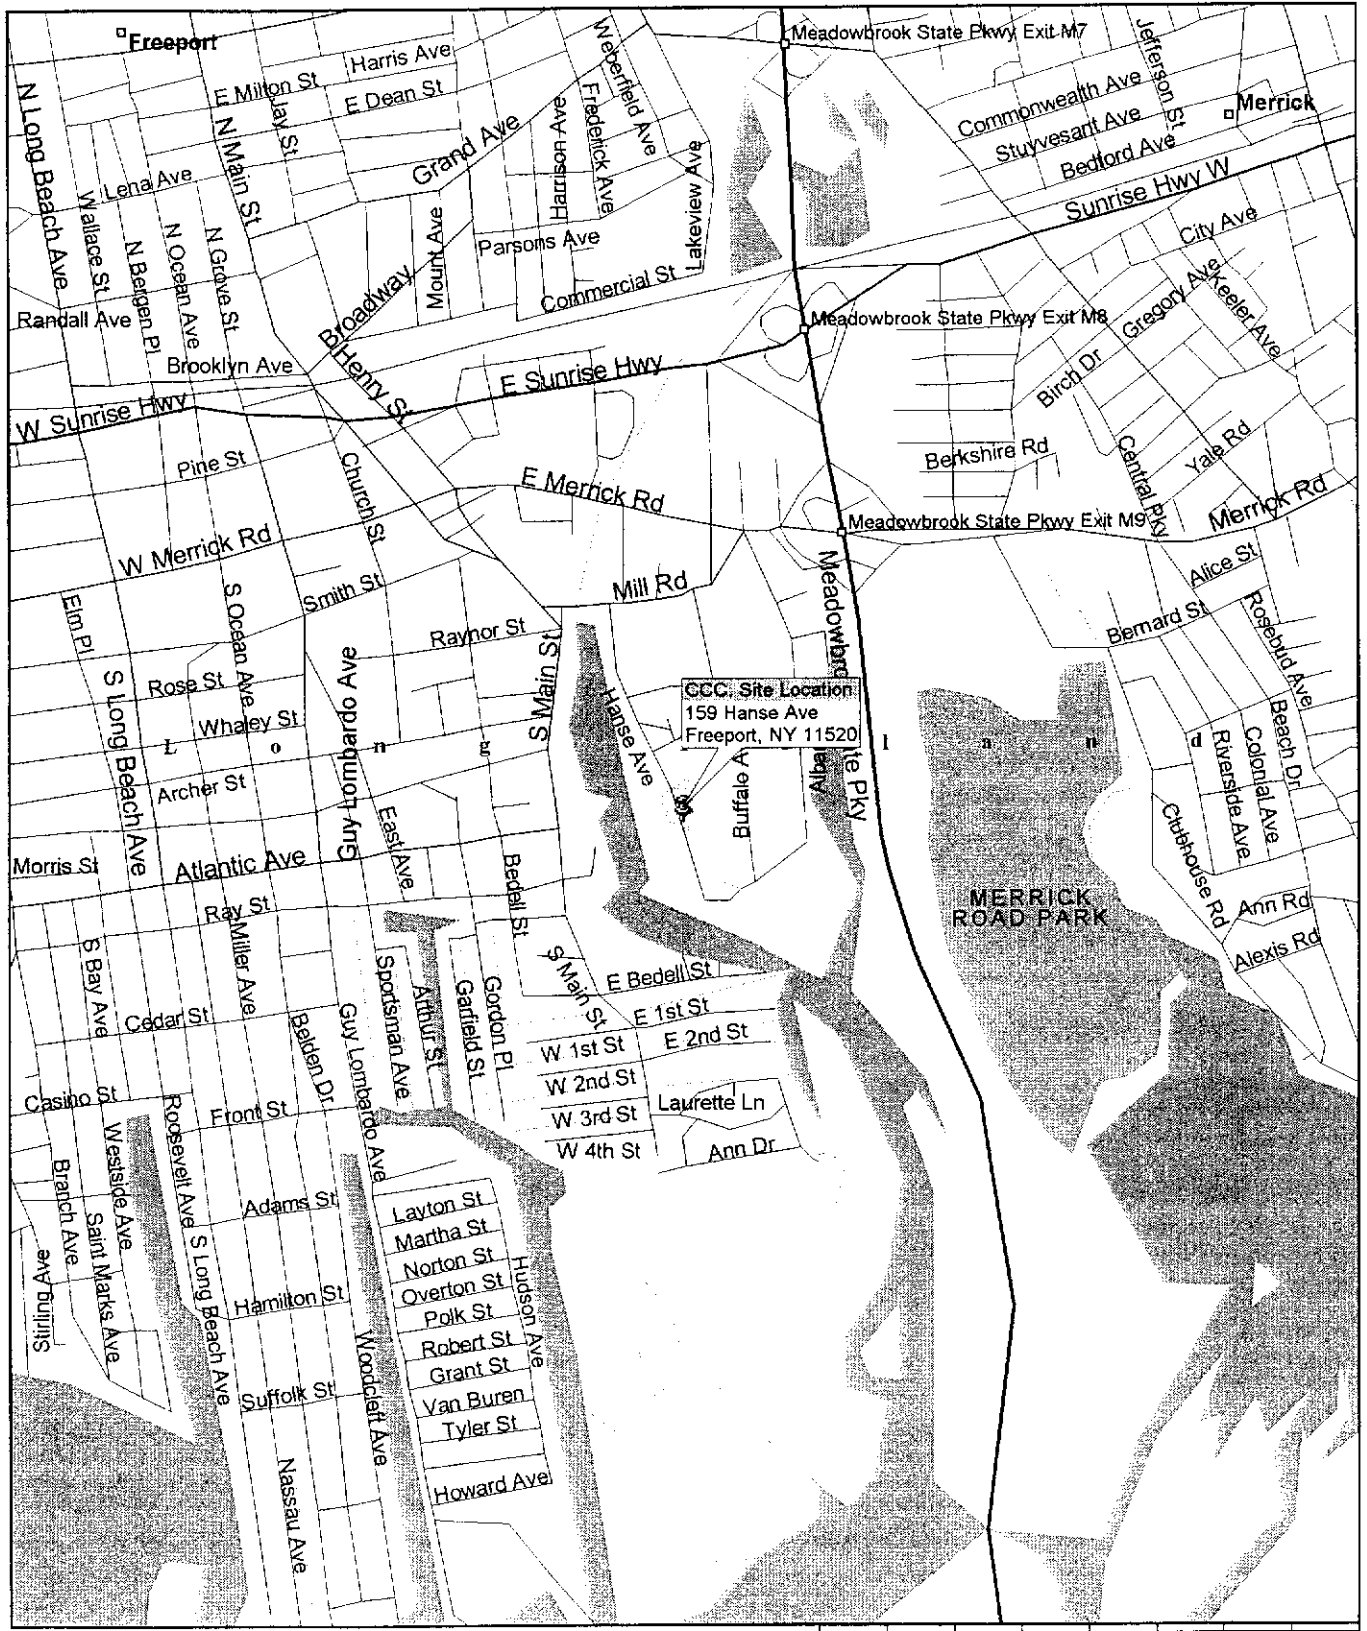 Freeport
Meadowbrook State Pkwy Exit M7
Merrick
Harris Ave
E Milton St
E Dean St
Jay St
N Long Beach Ave
N Main St
Grand Ave
Weberfield Ave
Frederick Ave
Harrison Ave
Lakeview Ave
Jefferson St
Commonwealth Ave
Stuyvesant Ave
Bedford Ave
Sunrise Hwy W
Lena Ave
Wallace St
N Bergen Pl
N Ocean Ave
N Grove St
Mount Ave
Parsons Ave
Commercial St
City Ave
Gregory Ave
Keeler Ave
Randall Ave
Broadway
Meadowbrook State Pkwy Exit M8
Brooklyn Ave
Henry St
E Sunrise Hwy
W Sunrise Hwy
Birch Dr
Pine St
Church St
Berkshire Rd
Central Pky
Yale Rd
E Merrick Rd
Merrick Rd
W Merrick Rd
Meadowbrook State Pkwy Exit M9
Smith St
Mill Rd
Alice St
Elm Pl
S Ocean Ave
Raynor St
Bernard St
Rosebud Ave
Rose St
S Long Beach Ave
Guy Lombardo Ave
S Main St
Hanse Ave
CCC. Site Location
159 Hanse Ave
Freeport, NY 11520
Meadowbro
te Pky
Whaley St
L o n g l a n d
Archer St
Buffalo A
Riverside Ave
Colonial Ave
Beach Dr
East Ave
Morris St
Atlantic Ave
Bedell St
Clubhouse Rd
MERRICK
ROAD PARK
Ray St
Miller Ave
Ann Rd
Alexis Rd
S Bay Ave
Sportsman Ave
Arthur St
Garfield St
Gordon Pl
S Main St
E Bedell St
Cedar St
Belden Dr
Guy Lombardo Ave
E 1st St
W 1st St
E 2nd St
W 2nd St
Casino St
Roosevelt Ave
Front St
W 3rd St
Laurette Ln
W 4th St
Ann Dr
Westside Ave
Branch Ave
Saint Marks Ave
Adams St
Layton St
Martha St
Norton St
Stirling Ave
S Long Beach Ave
Hamilton St
Overton St
Hudson Ave
Polk St
Robert St
Woodcleft Ave
Grant St
Suffolk St
Van Buren
Tyler St
Nassau Ave
Howard Ave